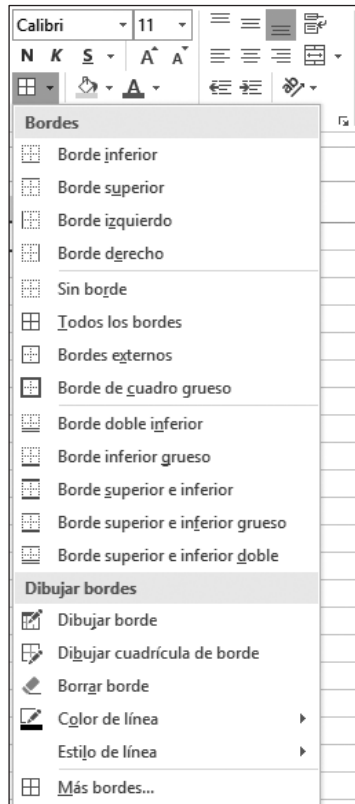 Calibri 11
N K S A A
A
Bordes
Borde inferior
Borde superior
Borde izquierdo
Borde derecho
Sin borde
Todos los bordes
Bordes externos
Borde de cuadro grueso
Borde doble inferior
Borde inferior grueso
Borde superior e inferior
Borde superior e inferior grueso
Borde superior e inferior doble
Dibujar bordes
Dibujar borde
Dibujar cuadrícula de borde
Borrar borde
Color de línea
Estilo de línea
Más bordes...